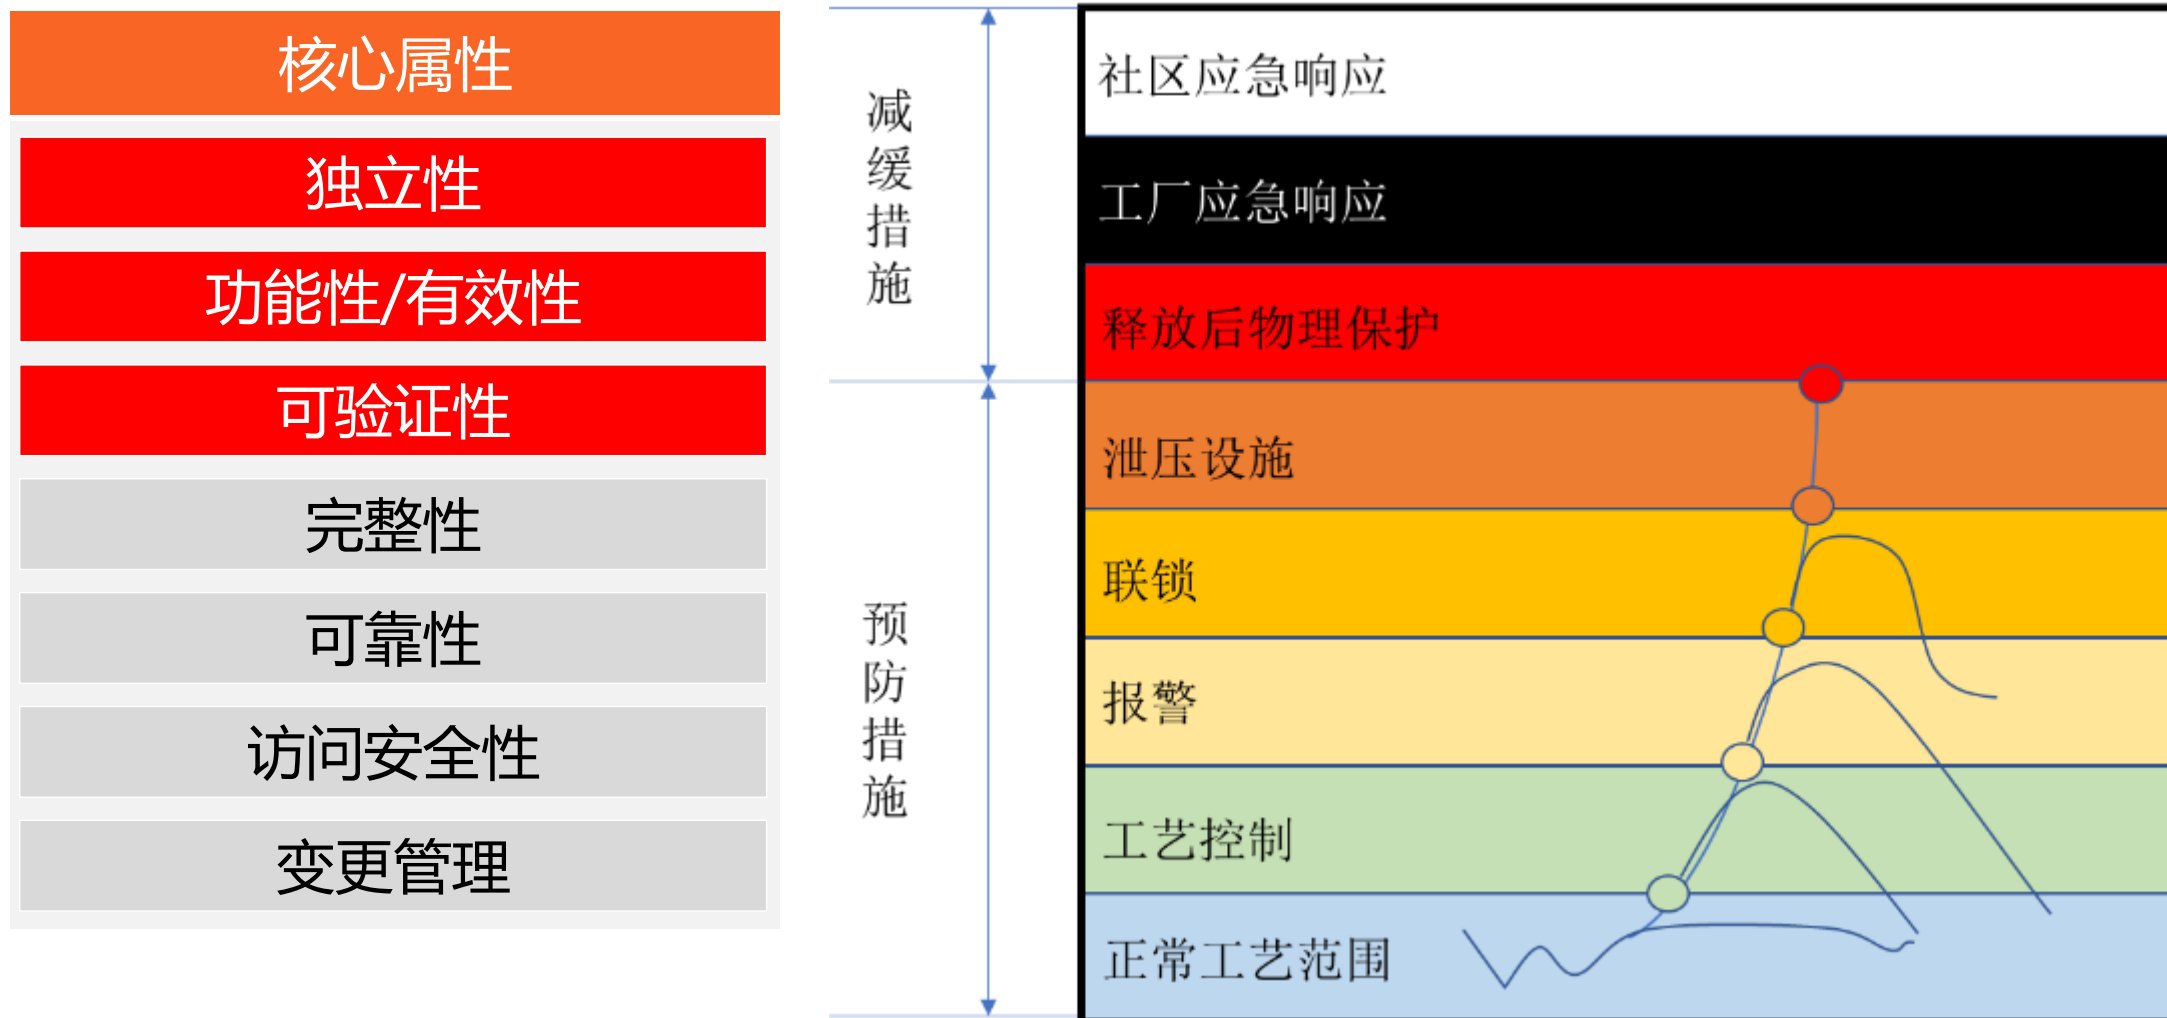 核心属性
独立性
功能性/有效性
可验证性
完整性
可靠性
访问安全性
变更管理
减缓措施
预防措施
社区应急响应
工厂应急响应
释放后物理保护
泄压设施
联锁
报警
工艺控制
正常工艺范围